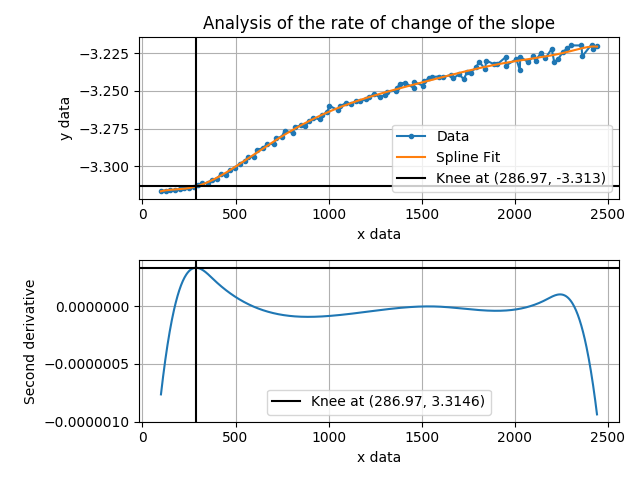 Analysis of the rate of change of the slope
y data
−3.225
−3.250
−3.275
−3.300
Data
Spline Fit
Knee at (286.97, -3.313)
0 500 1000 1500 2000 2500
x data
Second derivative
0.0000000
−0.0000005
−0.0000010
Knee at (286.97, 3.3146)
0 500 1000 1500 2000 2500
x data